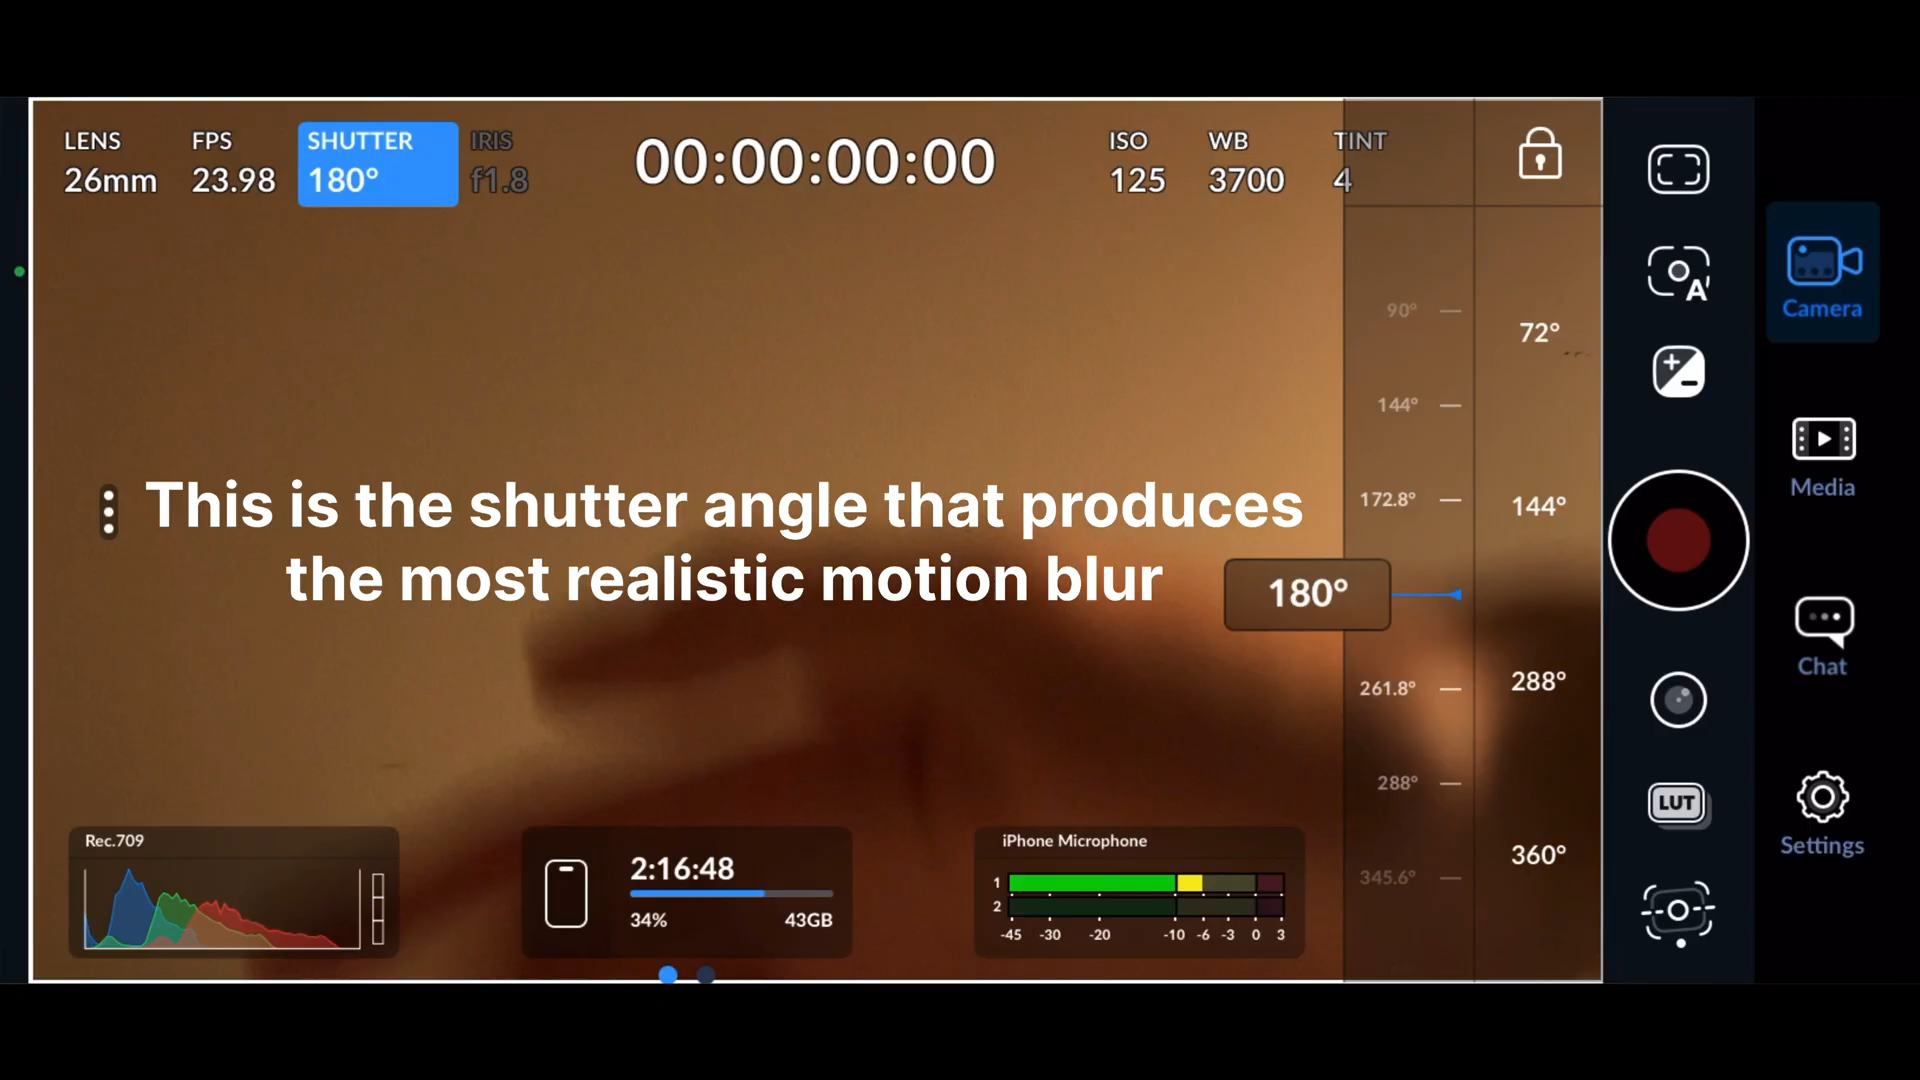 LENS FPS SHUTTER IRIS ISO WB TINT
26mm 23.98 180° f1.8 00:00:00:00 125 3700 4
90°
72°
144°
172.8°
144°
This is the shutter angle that produces
the most realistic motion blur
180°
261.8°
288°
288°
345.6°
360°
Camera
Media
Chat
LUT
Settings
A
Rec.709
2:16:48
34% 43GB
iPhone Microphone
1
2
-45 -30 -20 -10 -6 -3 0 3